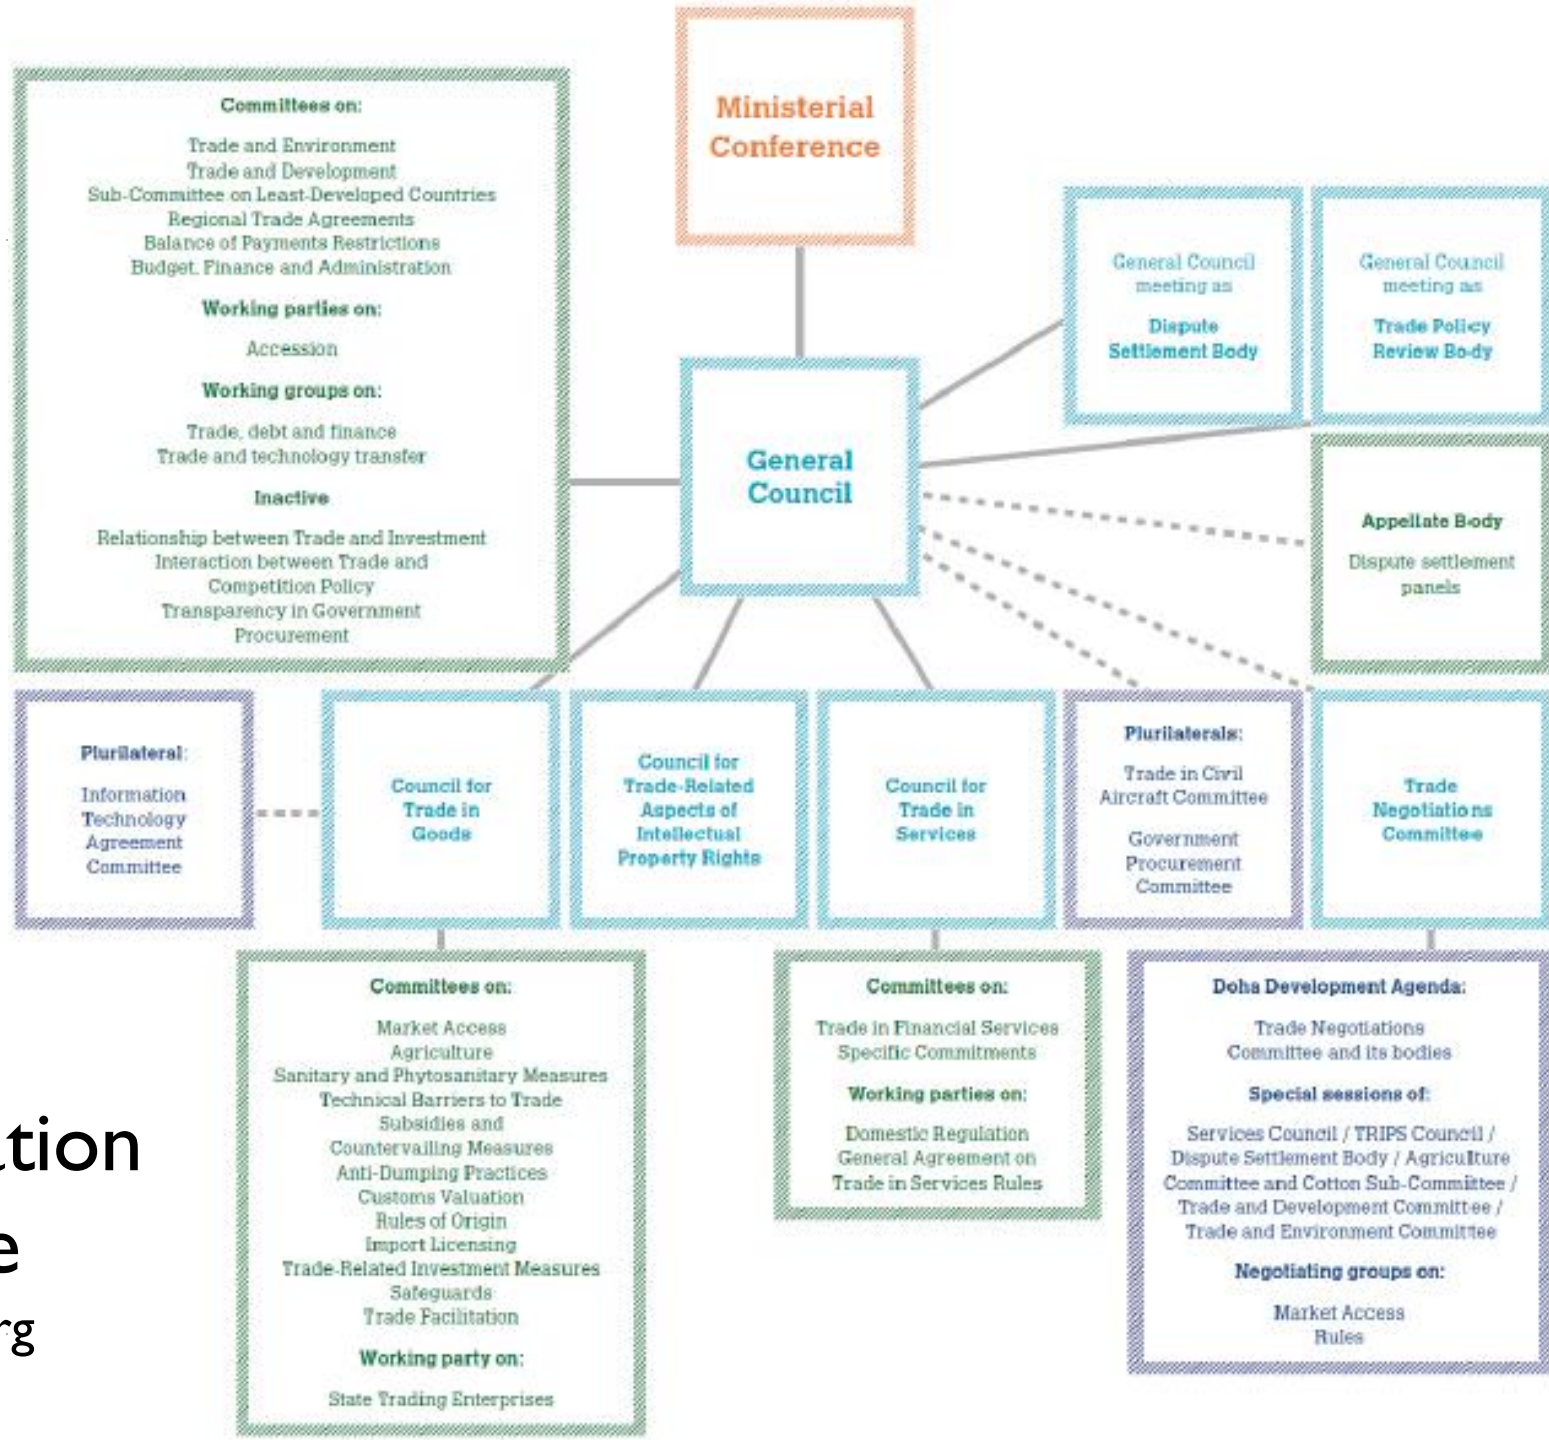 Ministerial
Conference
Committees on:
Trade and Environment
Trade and Development
Sub-Committee on Least-Developed Countries
Regional Trade Agreements
Balance of Payments Restrictions
Budget, Finance and Administration
Working parties on:
Accession
Working groups on:
Trade, debt and finance
Trade and technology transfer
Inactive
Relationship between Trade and Investment
Interaction between Trade and
Competition Policy
Transparency in Government
Procurement
General Council
meeting as
Dispute
Settlement Body
General Council
meeting as
Trade Policy
Review Body
General
Council
Appellate Body
Dispute settlement
panels
Plurilateral:
Information
Technology
Agreement
Committee
Council for
Trade in
Goods
Council for
Trade-Related
Aspects of
Intellectual
Property Rights
Council for
Trade in
Services
Plurilaterals:
Trade in Civil
Aircraft Committee
Government
Procurement
Committee
Trade
Negotiations
Committee
Committees on:
Market Access
Agriculture
Sanitary and Phytosanitary Measures
Technical Barriers to Trade
Subsidies and
Countervailing Measures
Anti-Dumping Practices
Customs Valuation
Rules of Origin
Import Licensing
Trade-Related Investment Measures
Safeguards
Trade Facilitation
Working party on:
State Trading Enterprises
Committees on:
Trade in Financial Services
Specific Commitments
Working parties on:
Domestic Regulation
General Agreement on
Trade in Services Rules
Doha Development Agenda:
Trade Negotiations
Committee and its bodies
Special sessions of:
Services Council / TRIPS Council /
Dispute Settlement Body / Agriculture
Committee and Cotton Sub-Committee /
Trade and Development Committee /
Trade and Environment Committee
Negotiating groups on:
Market Access
Rules
tion
e
rg